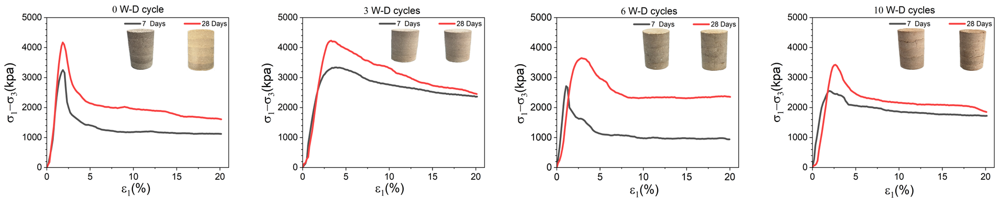 0 W-D cycle
7 Days
28 Days
5000
4000
3000
2000
1000
0
σ₁–σ₃(kpa)
0
5
10
15
20
ε₁(%)
3 W-D cycles
7 Days
28 Days
5000
4000
3000
2000
1000
0
σ₁–σ₃(kpa)
0
5
10
15
20
ε₁(%)
6 W-D cycles
7 Days
28 Days
5000
4000
3000
2000
1000
0
σ₁–σ₃(kpa)
0
5
10
15
20
ε₁(%)
10 W-D cycles
7 Days
28 Days
5000
4000
3000
2000
1000
0
σ₁–σ₃(kpa)
0
5
10
15
20
ε₁(%)